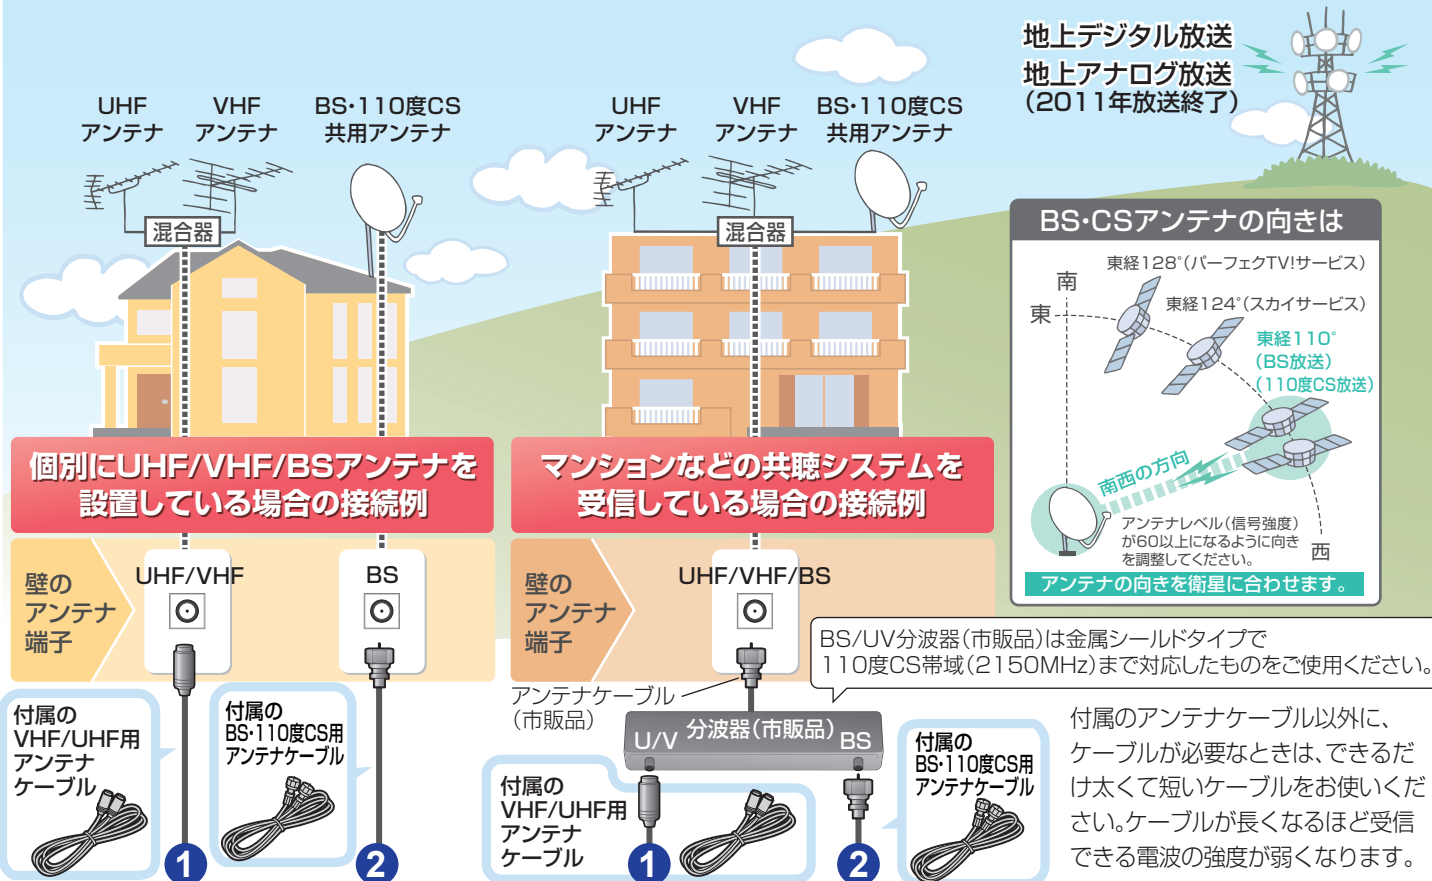 地上デジタル放送
地上アナログ放送
(2011年放送終了)
UHF
アンテナ
VHF
アンテナ
BS・110度CS
共用アンテナ
混合器
UHF
アンテナ
VHF
アンテナ
BS・110度CS
共用アンテナ
混合器
BS・CSアンテナの向きは
東経128°(パーフェクTV!サービス)
南
東経124°(スカイサービス)
東
東経110°
(BS放送)
(110度CS放送)
南西の方向
アンテナレベル(信号強度)
が60以上になるように向き
を調整してください。
西
アンテナの向きを衛星に合わせます。
個別にUHF/VHF/BSアンテナを
設置している場合の接続例
壁の
アンテナ
端子
UHF/VHF
BS
付属の
VHF/UHF用
アンテナ
ケーブル
1
付属の
BS・110度CS用
アンテナケーブル
2
マンションなどの共聴システムを
受信している場合の接続例
壁の
アンテナ
端子
UHF/VHF/BS
BS/UV分波器(市販品)は金属シールドタイプで
110度CS帯域(2150MHz)まで対応したものをご使用ください。
アンテナケーブル
(市販品)
U/V
分波器(市販品)
BS
付属の
VHF/UHF用
アンテナ
ケーブル
1
2
付属の
BS・110度CS用
アンテナケーブル
付属のアンテナケーブル以外に、
ケーブルが必要なときは、できるだ
け太くて短いケーブルをお使いくだ
さい。ケーブルが長くなるほど受信
できる電波の強度が弱くなります。